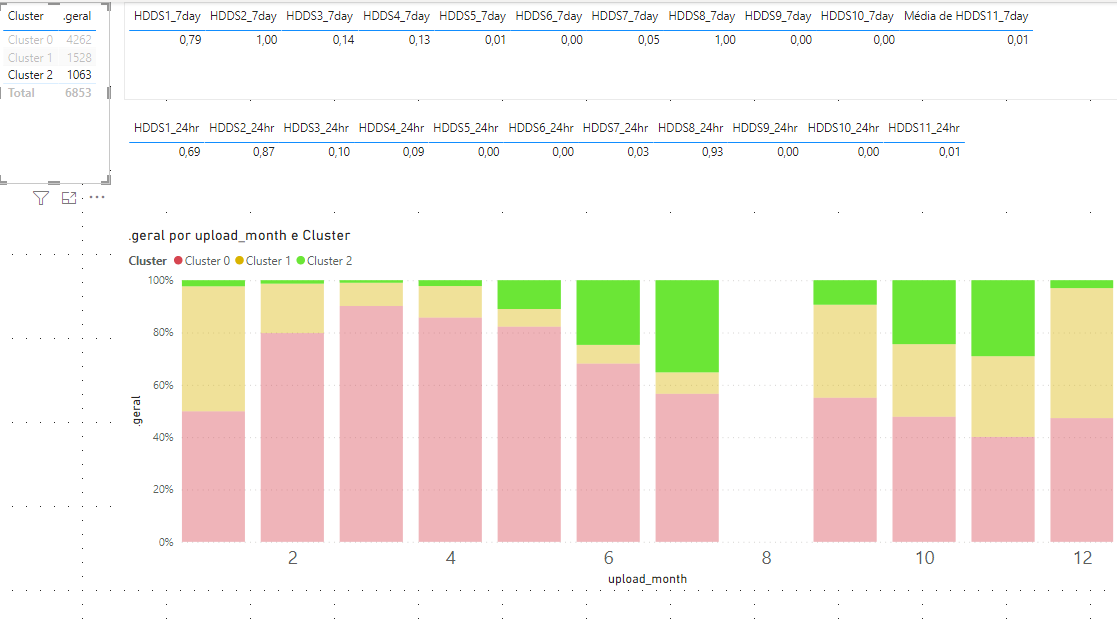 Cluster .geral
Cluster 0 4262
Cluster 1 1528
Cluster 2 1063
Total 6853
HDDS1_7day HDDS2_7day HDDS3_7day HDDS4_7day HDDS5_7day HDDS6_7day HDDS7_7day HDDS8_7day HDDS9_7day HDDS10_7day Média de HDDS11_7day
0,79 1,00 0,14 0,13 0,01 0,00 0,05 1,00 0,00 0,00 0,01
HDDS1_24hr HDDS2_24hr HDDS3_24hr HDDS4_24hr HDDS5_24hr HDDS6_24hr HDDS7_24hr HDDS8_24hr HDDS9_24hr HDDS10_24hr HDDS11_24hr
0,69 0,87 0,10 0,09 0,00 0,00 0,03 0,93 0,00 0,00 0,01
.geral por upload_month e Cluster
Cluster Cluster 0 Cluster 1 Cluster 2
100%
80%
60%
40%
20%
0%
.geral
2 4 6 8 10 12
upload_month